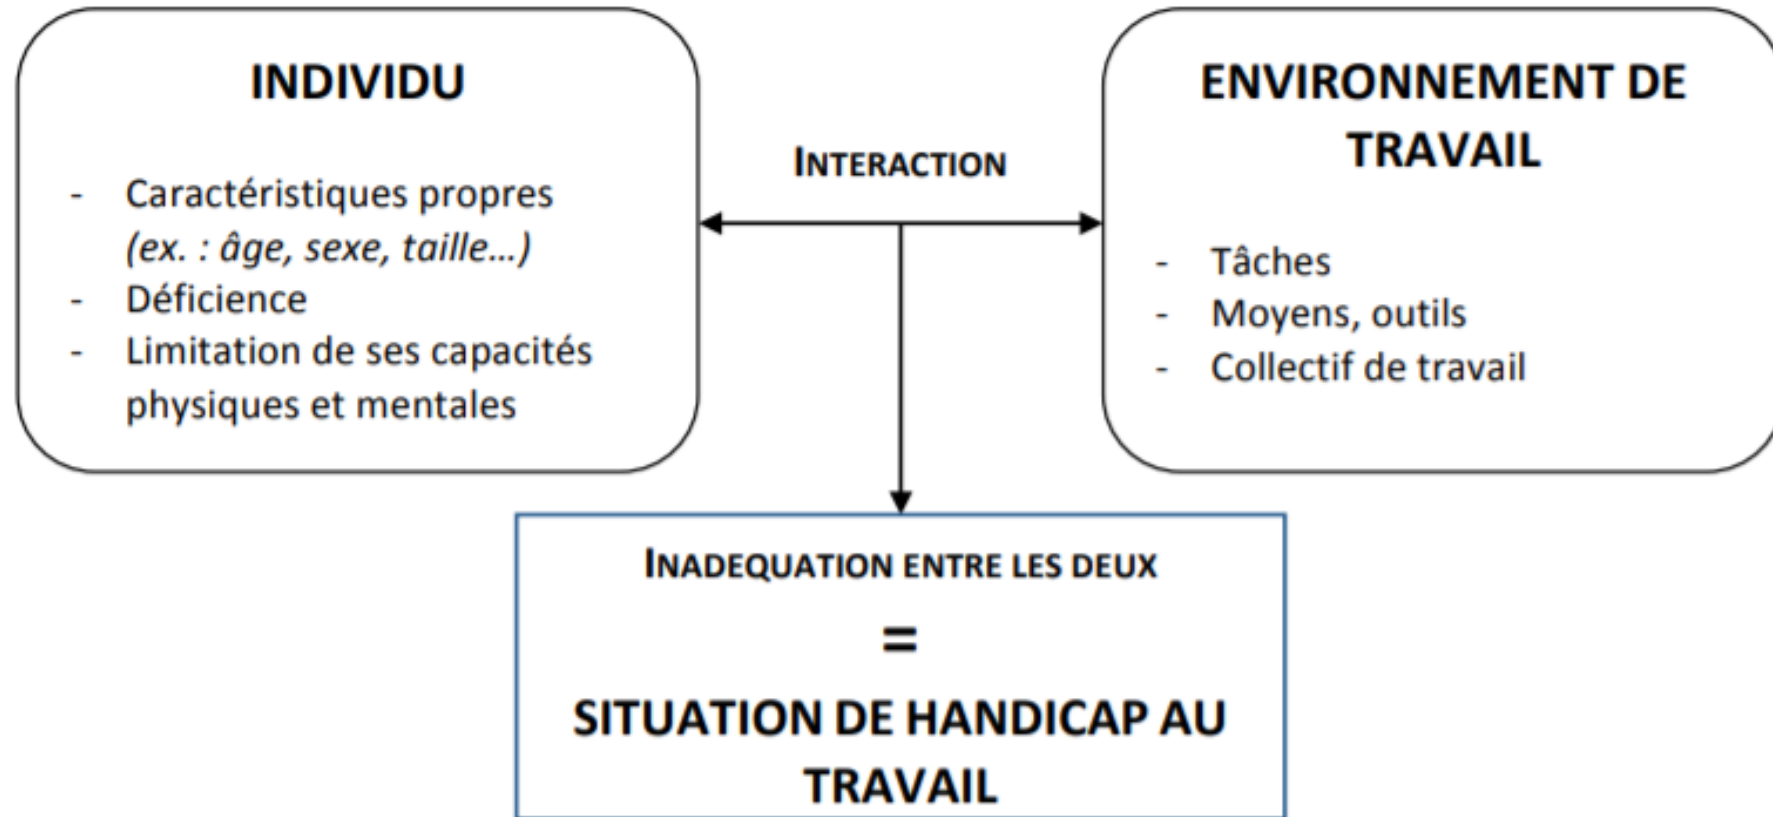 INDIVIDU
- Caractéristiques propres
(ex. : âge, sexe, taille...)
- Déficience
- Limitation de ses capacités
physiques et mentales
INTERACTION
ENVIRONNEMENT DE
TRAVAIL
- Tâches
- Moyens, outils
- Collectif de travail
INADEQUATION ENTRE LES DEUX
=
SITUATION DE HANDICAP AU
TRAVAIL